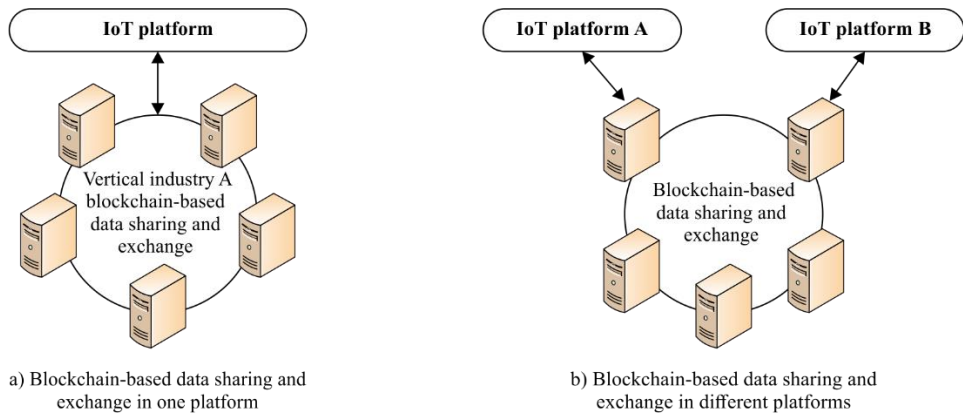 IoT platform
Vertical industry A
blockchain-based
data sharing and
exchange
a) Blockchain-based data sharing and
exchange in one platform
IoT platform A
IoT platform B
Blockchain-based
data sharing and
exchange
b) Blockchain-based data sharing and
exchange in different platforms